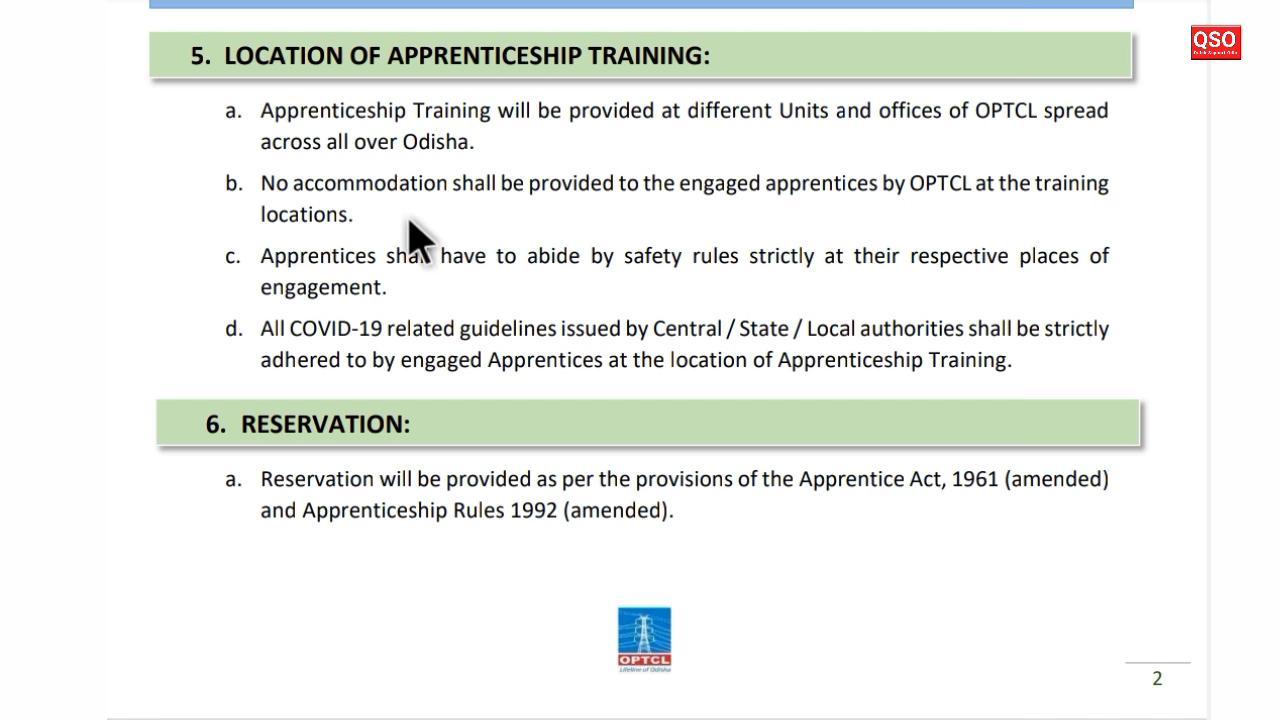 QSO
5. LOCATION OF APPRENTICESHIP TRAINING:
a. Apprenticeship Training will be provided at different Units and offices of OPTCL spread
across all over Odisha.
b. No accommodation shall be provided to the engaged apprentices by OPTCL at the training
locations.
c. Apprentices shall have to abide by safety rules strictly at their respective places of
engagement.
d. All COVID-19 related guidelines issued by Central / State / Local authorities shall be strictly
adhered to by engaged Apprentices at the location of Apprenticeship Training.
6. RESERVATION:
a. Reservation will be provided as per the provisions of the Apprentice Act, 1961 (amended)
and Apprenticeship Rules 1992 (amended).
OPTCL
Lifeline of Odisha
2